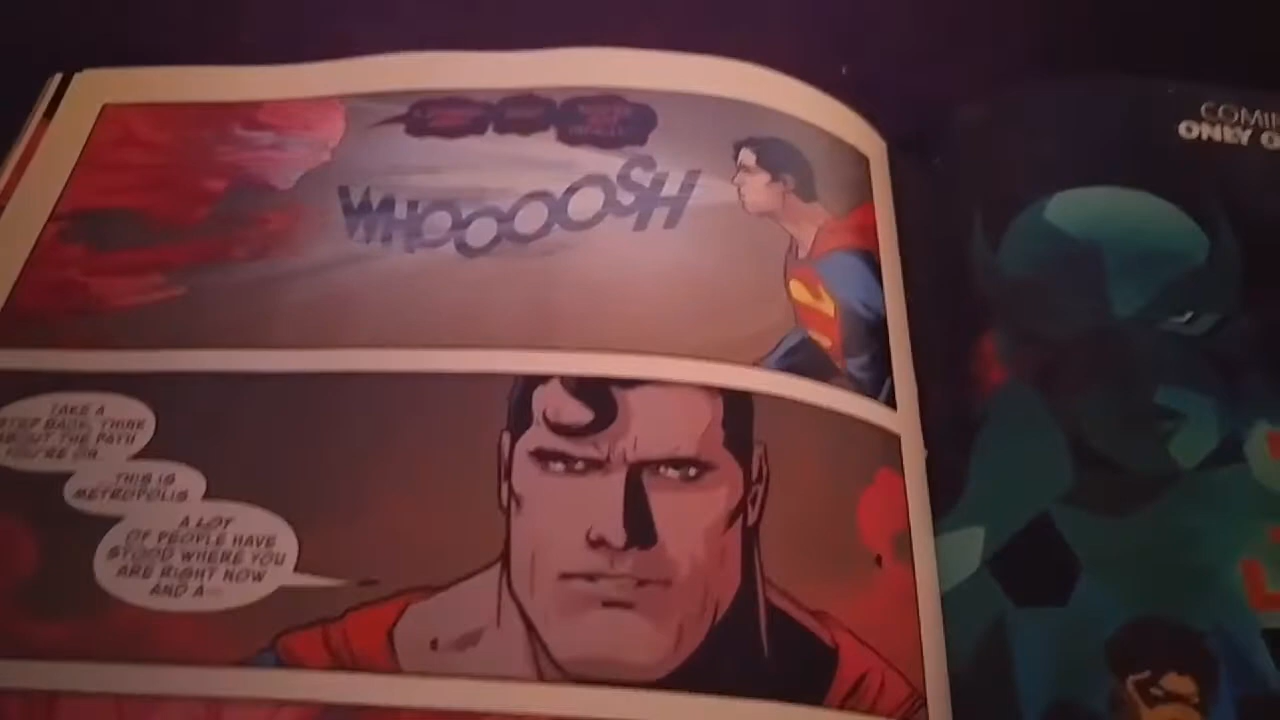 WHOOOOSH
TAKE A
STEP BACK. THINK
ABOUT THE PATH
YOU'RE ON.
THIS IS
METROPOLIS
A LOT
OF PEOPLE HAVE
STOOD WHERE YOU
ARE RIGHT NOW
AND A--
COMIN
ONLY O